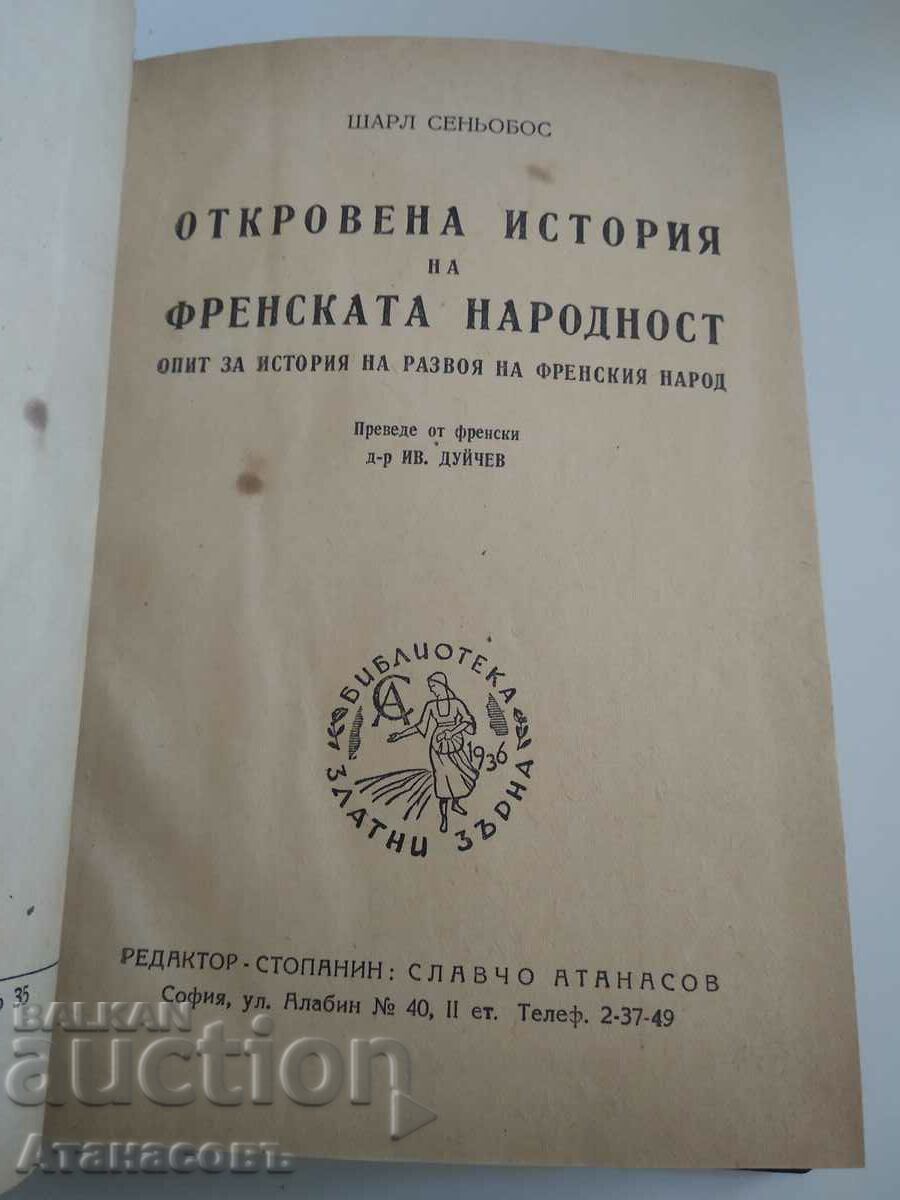 ШАРЛ СЕНЬОБОС
ОТКРОВЕНА ИСТОРИЯ
НА
ФРЕНСКАТА НАРОДНОСТ
ОПИТ ЗА ИСТОРИЯ НА РАЗВОЯ НА ФРЕНСКИЯ НАРОД
Преведе от френски
д-р ИВ. ДУЙЧЕВ
БИБЛИОТЕКА
СА
1936
ЗЛАТНИ ЗЪРНА
РЕДАКТОР - СТОПАНИН: СЛАВЧО АТАНАСОВ
София, ул. Алабин № 40, II ет. Телеф. 2-37-49
35
BALKAN
auction
Атанасовъ